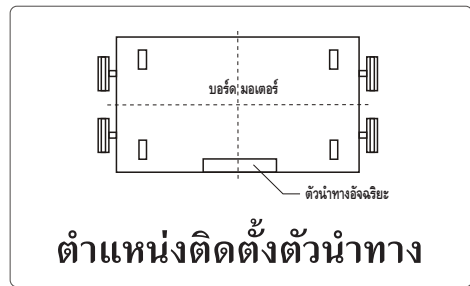 บอร์ด มอเตอร์
ตัวนำทางอัจฉริยะ
ตำแหน่งติดตั้งตัวนำทาง